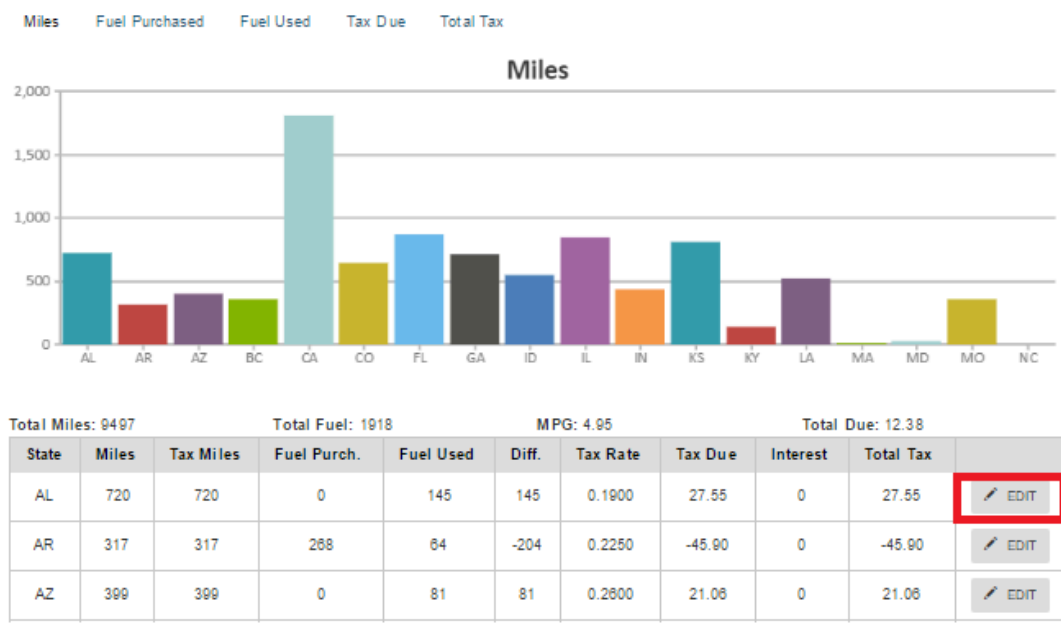 Miles Fuel Purchased Fuel Used Tax Due Total Tax
Miles
2,000
1,500
1,000
500
0
AL AR AZ BC CA CO FL GA ID IL IN KS KY LA MA MD MO NC
Total Miles: 9497 Total Fuel: 1918 MPG: 4.95 Total Due: 12.38
State Miles Tax Miles Fuel Purch. Fuel Used Diff. Tax Rate Tax Due Interest Total Tax
AL 720 720 0 145 145 0.1900 27.55 0 27.55 EDIT
AR 317 317 268 64 -204 0.2250 -45.90 0 -45.90 EDIT
AZ 399 399 0 81 81 0.2600 21.06 0 21.06 EDIT